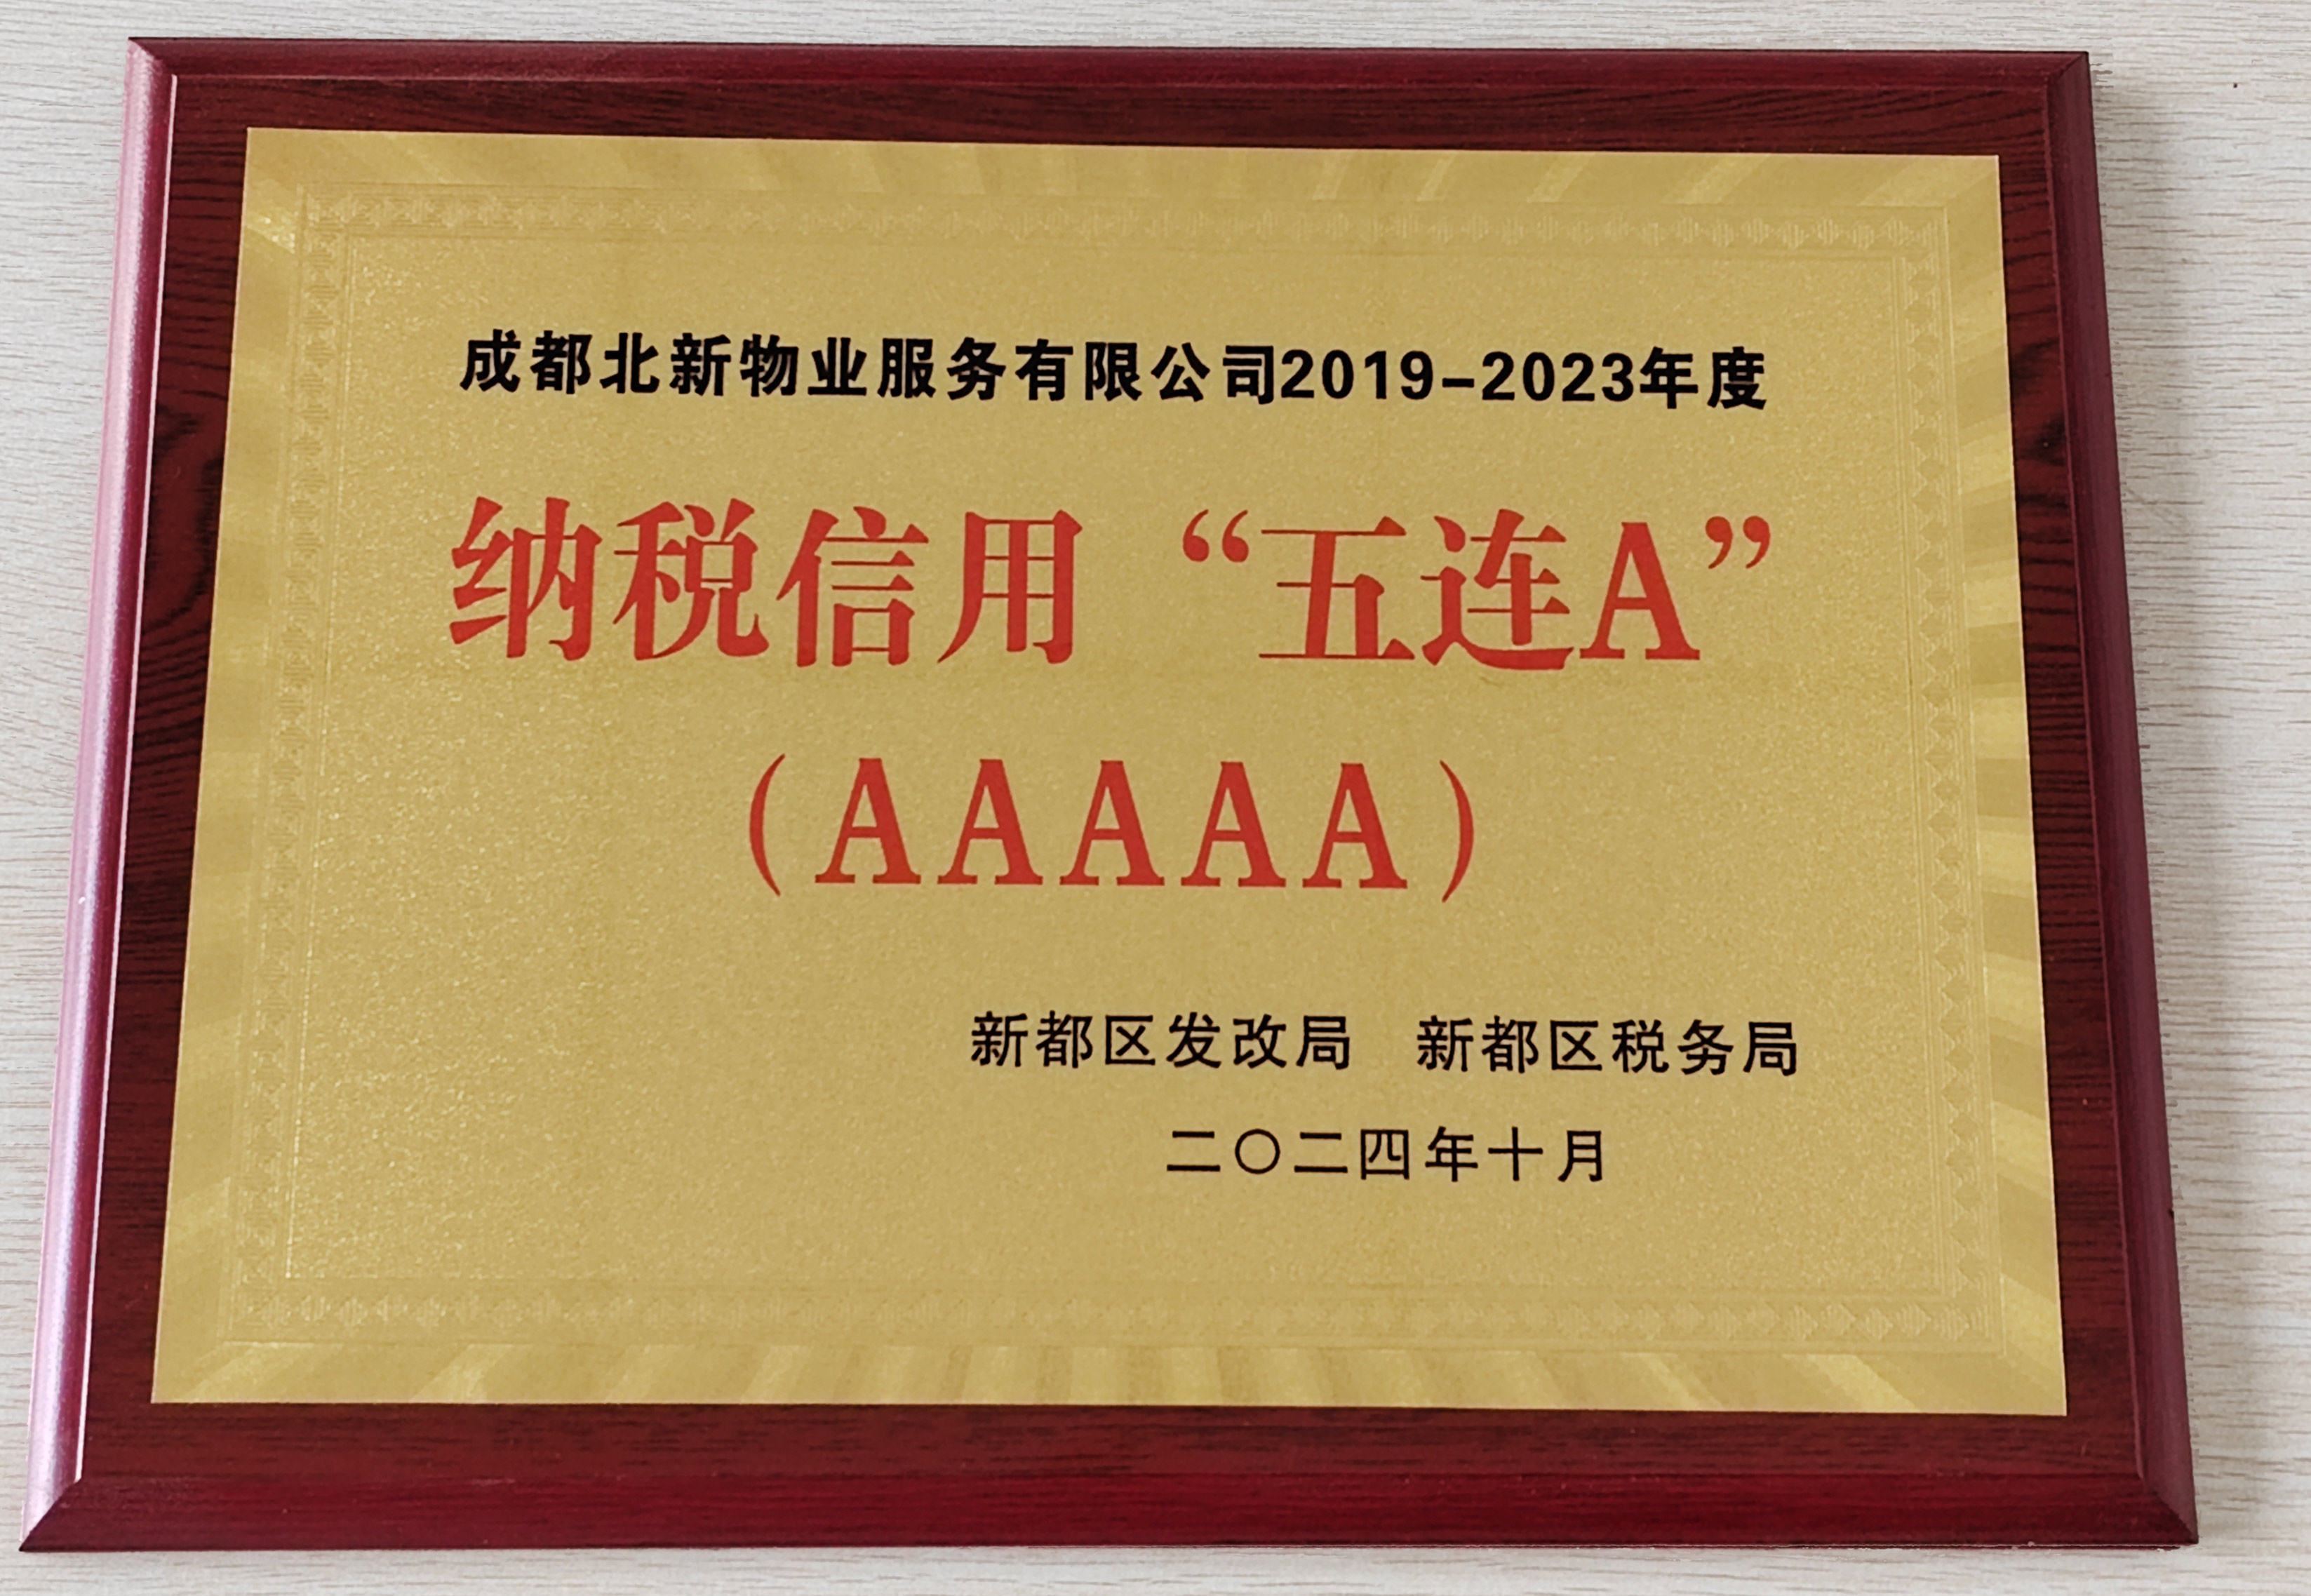 成都北新物业服务有限公司2019-2023年度
纳税信用“五连A”
（AAAAA）
新都区发改局 新都区税务局
二〇二四年十月